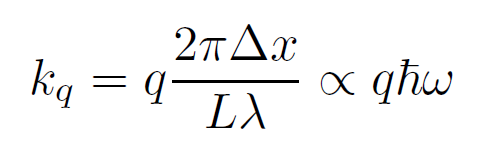 k_q = q \frac{2\pi\Delta x}{L\lambda} \propto q\hbar\omega